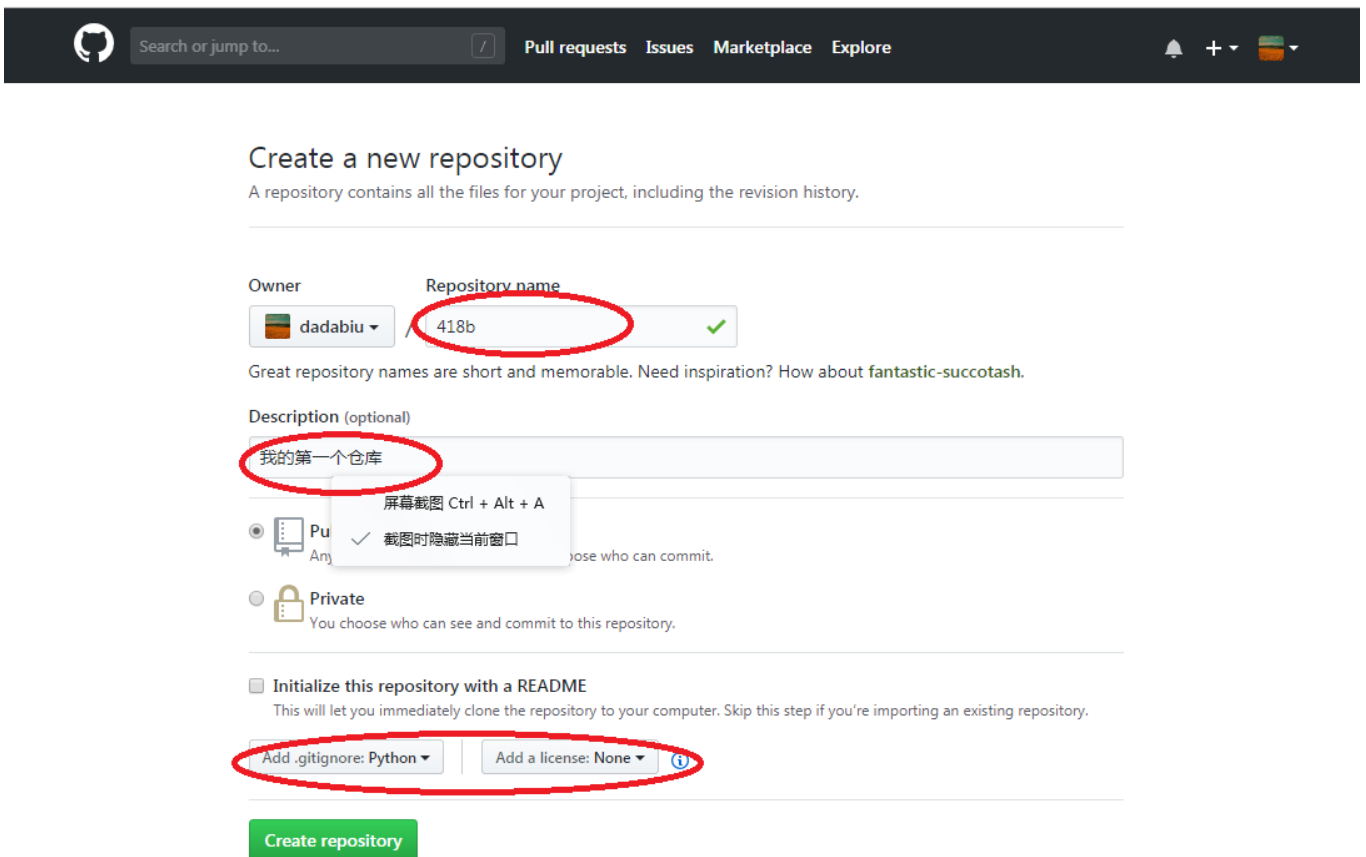 Search or jump to... / Pull requests Issues Marketplace Explore
Create a new repository
A repository contains all the files for your project, including the revision history.
Owner Repository name
dadabiu / 418b
Great repository names are short and memorable. Need inspiration? How about fantastic-succotash.
Description (optional)
我的第一个仓库
屏幕截图 Ctrl + Alt + A
截图时隐藏当前窗口
who can commit.
Private
You choose who can see and commit to this repository.
Initialize this repository with a README
This will let you immediately clone the repository to your computer. Skip this step if you're importing an existing repository.
Add .gitignore: Python Add a license: None
Create repository